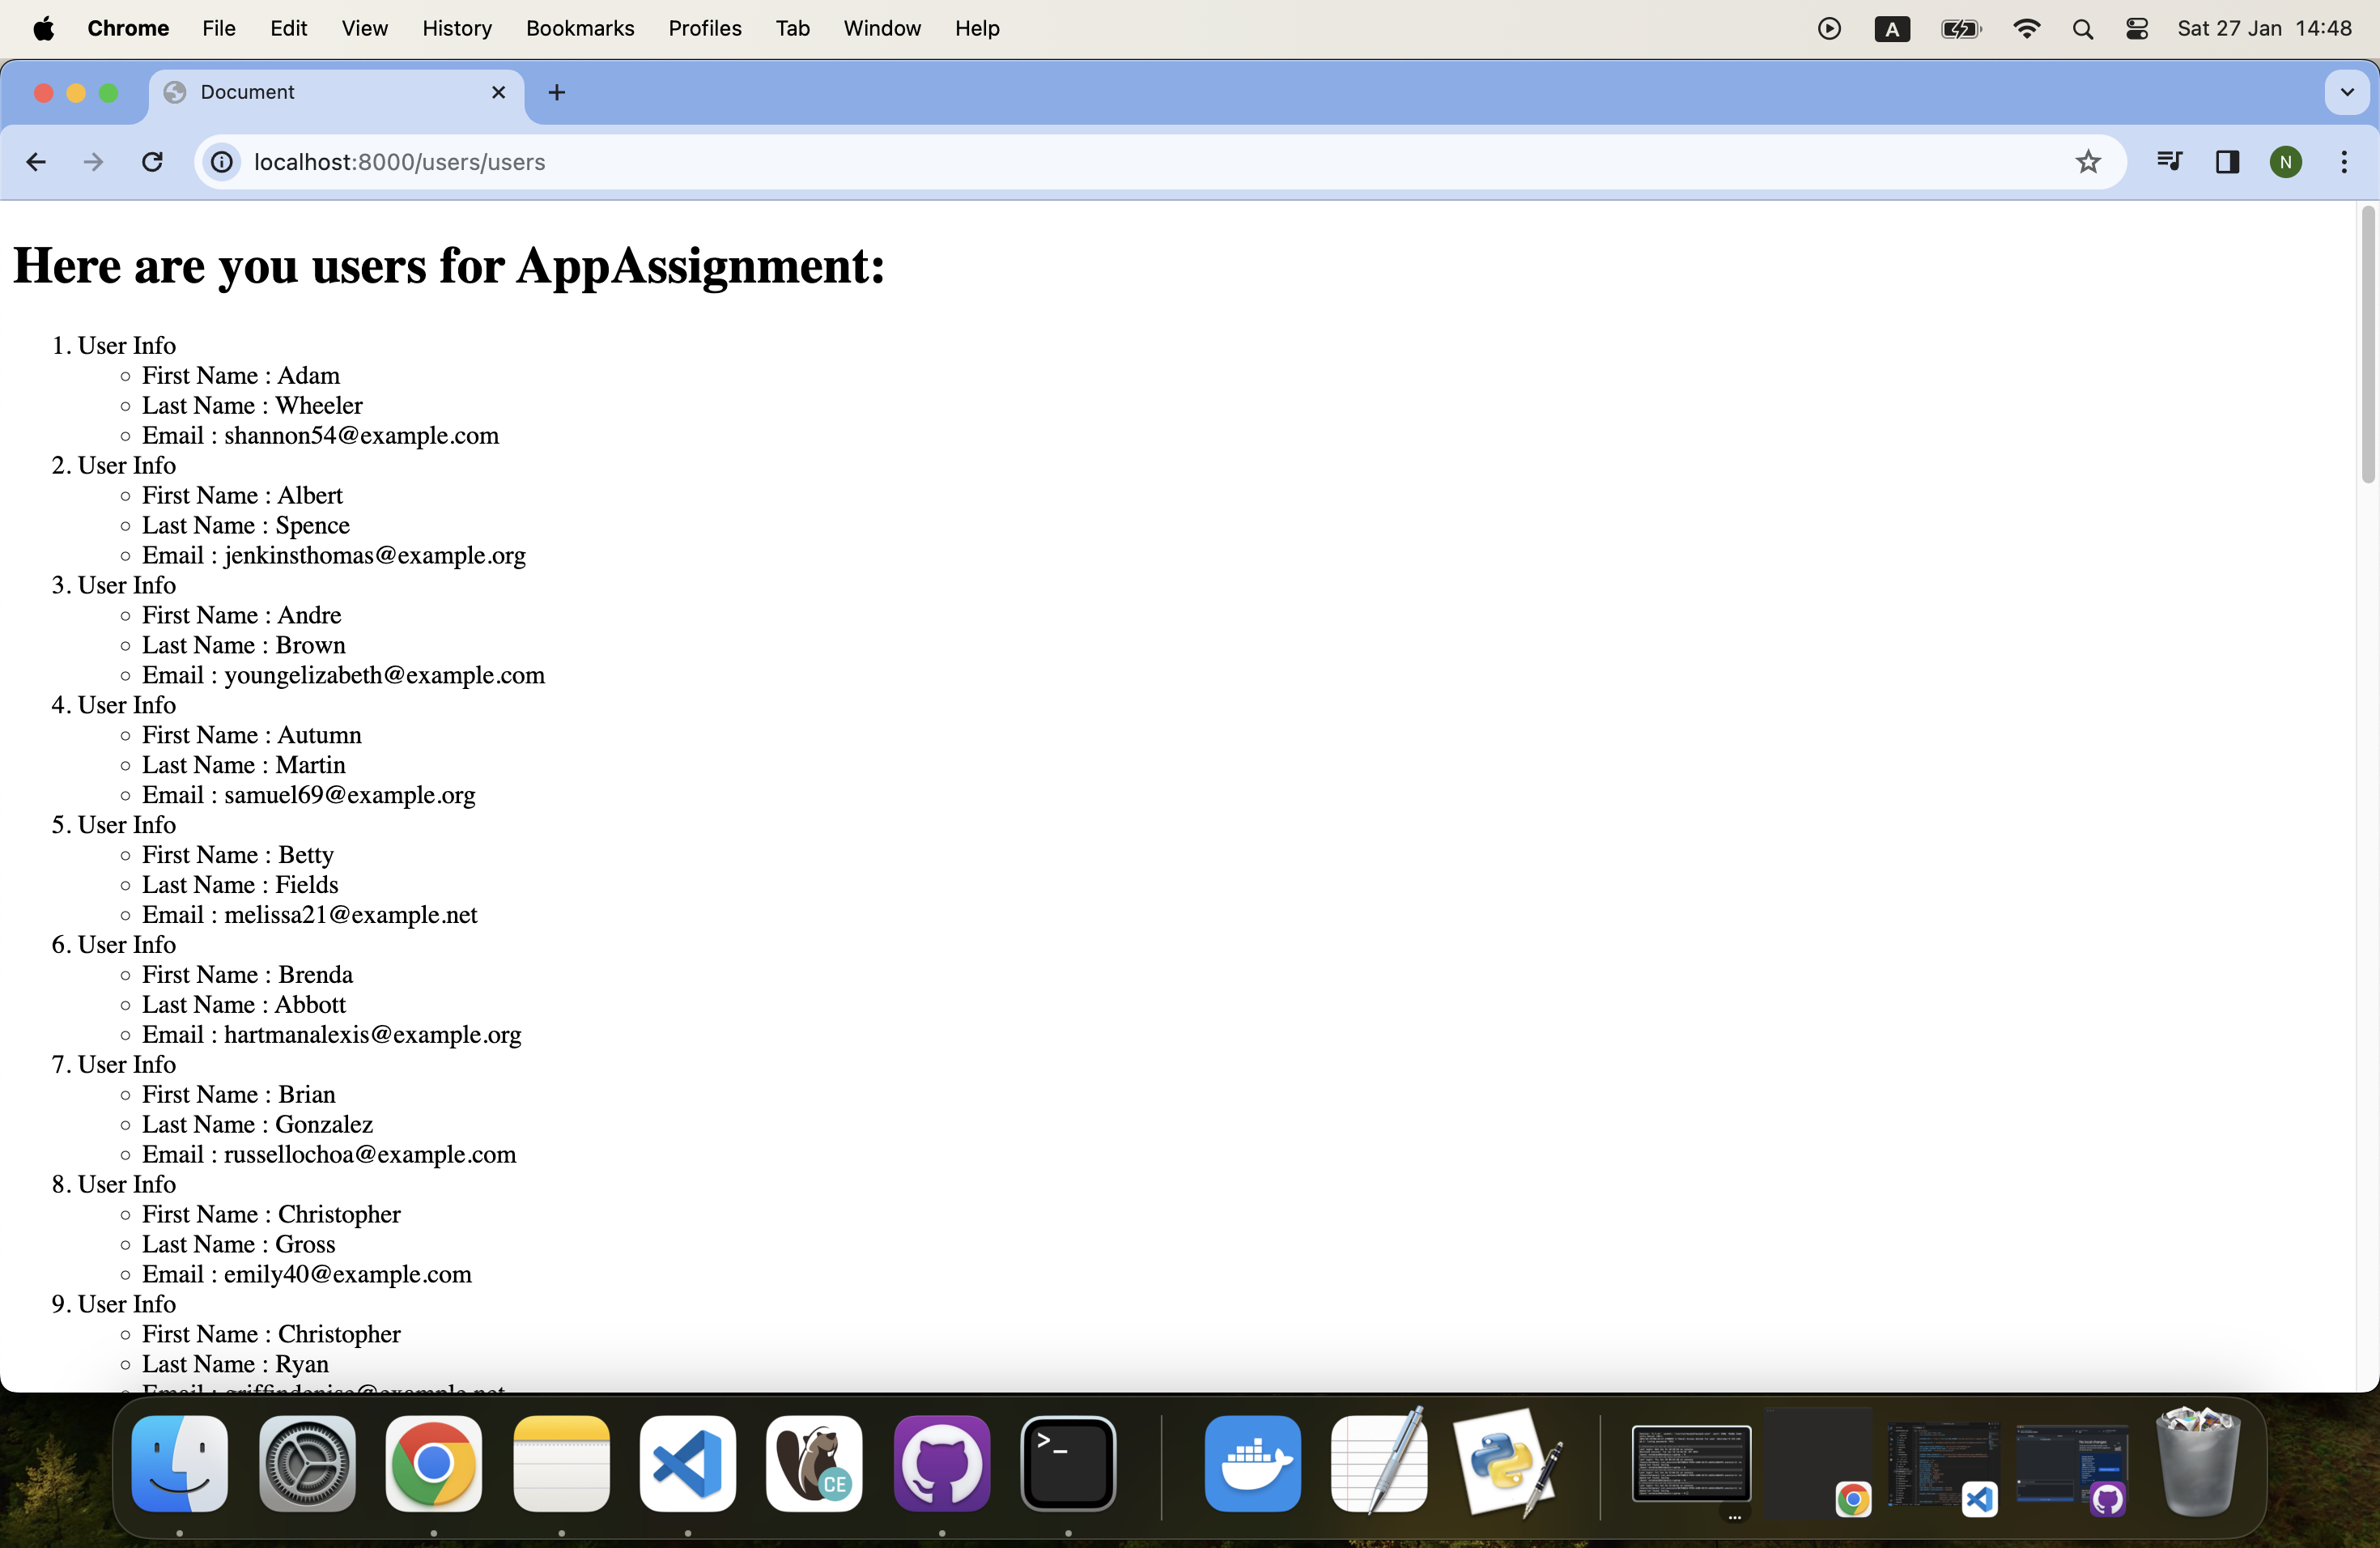 Chrome File Edit View History Bookmarks Profiles Tab Window Help A Sat 27 Jan 14:48
Document
localhost:8000/users/users N
Here are you users for AppAssignment:
1. User Info
First Name : Adam
Last Name : Wheeler
Email : shannon54@example.com
2. User Info
First Name : Albert
Last Name : Spence
Email : jenkinsthomas@example.org
3. User Info
First Name : Andre
Last Name : Brown
Email : youngelizabeth@example.com
4. User Info
First Name : Autumn
Last Name : Martin
Email : samuel69@example.org
5. User Info
First Name : Betty
Last Name : Fields
Email : melissa21@example.net
6. User Info
First Name : Brenda
Last Name : Abbott
Email : hartmanalexis@example.org
7. User Info
First Name : Brian
Last Name : Gonzalez
Email : russellochoa@example.com
8. User Info
First Name : Christopher
Last Name : Gross
Email : emily40@example.com
9. User Info
First Name : Christopher
Last Name : Ryan
Email : griffindenise@example.net
CE >_